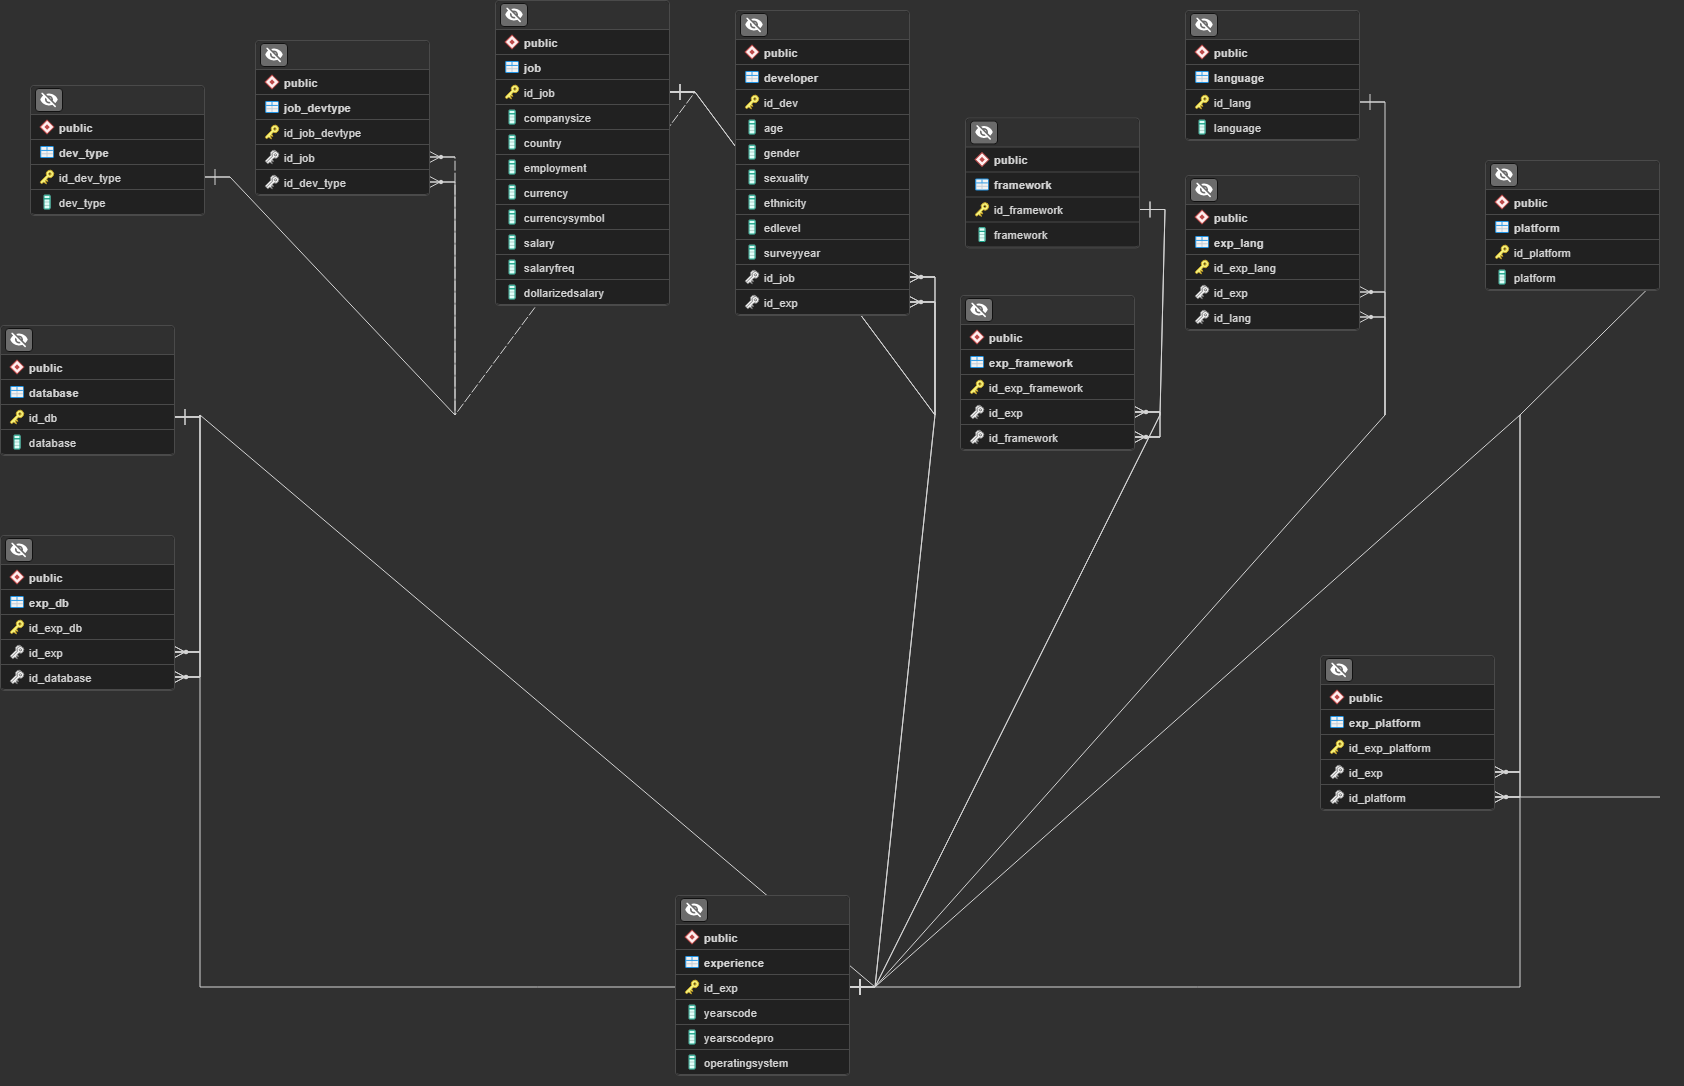 public
dev_type
id_dev_type
dev_type
public
job_devtype
id_job_devtype
id_job
id_dev_type
public
job
id_job
companysize
country
employment
currency
currencysymbol
salary
salaryfreq
dollarizedsalary
public
developer
id_dev
age
gender
sexuality
ethnicity
edlevel
surveyyear
id_job
id_exp
public
framework
id_framework
framework
public
exp_framework
id_exp_framework
id_exp
id_framework
public
language
id_lang
language
public
exp_lang
id_exp_lang
id_exp
id_lang
public
platform
id_platform
platform
public
database
id_db
database
public
exp_db
id_exp_db
id_exp
id_database
public
exp_platform
id_exp_platform
id_exp
id_platform
public
experience
id_exp
yearscode
yearscodepro
operatingsystem